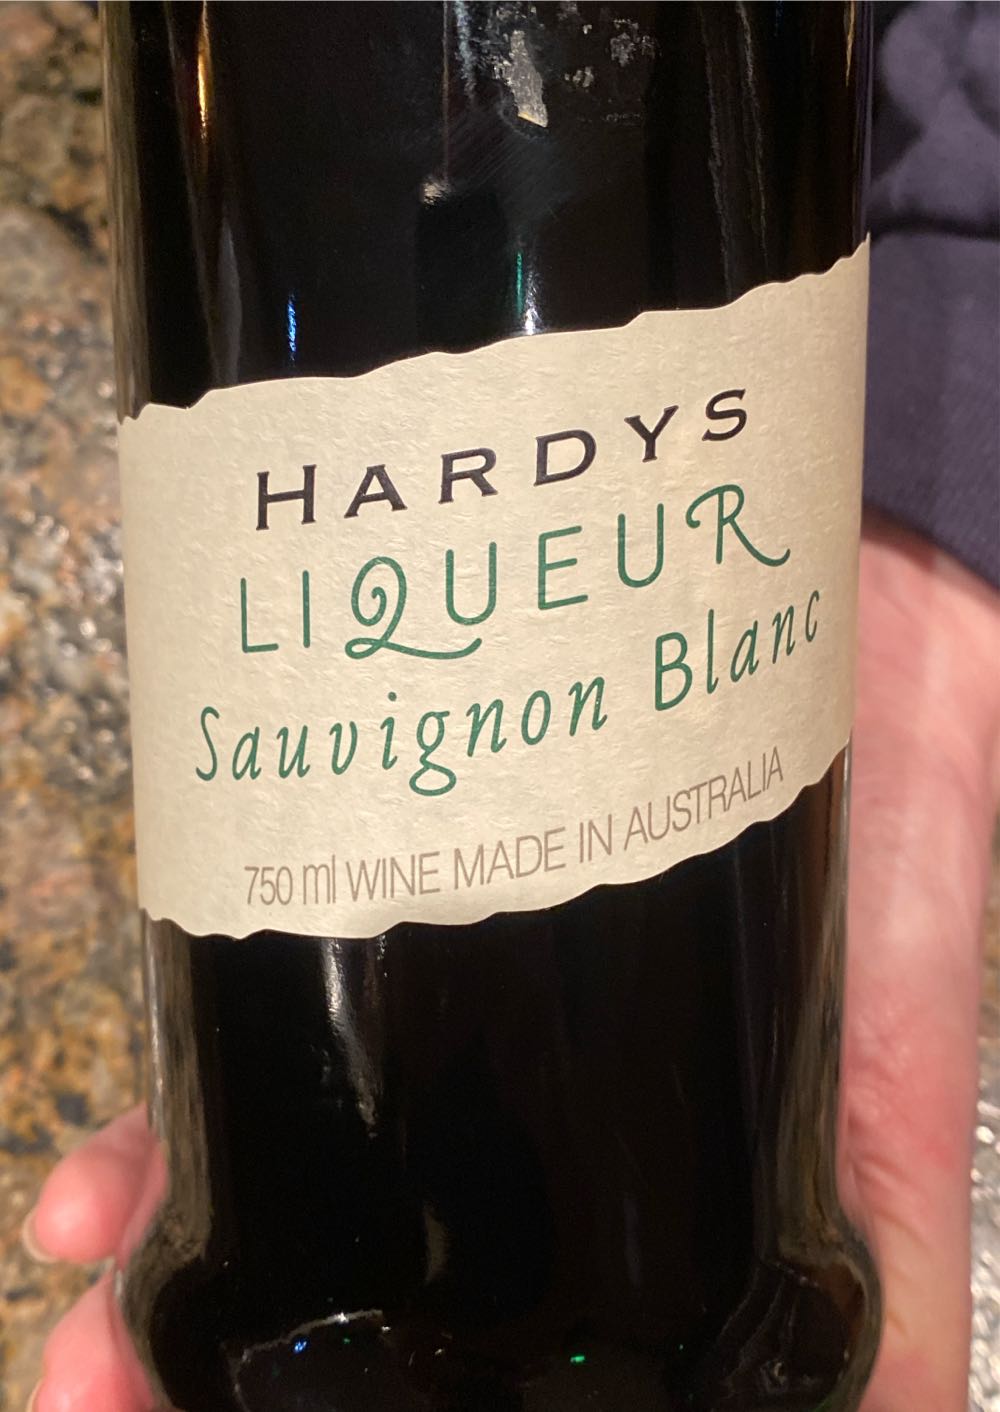 HARDYS
LIQUEUR
Sauvignon Blanc
750 ml WINE MADE IN AUSTRALIA